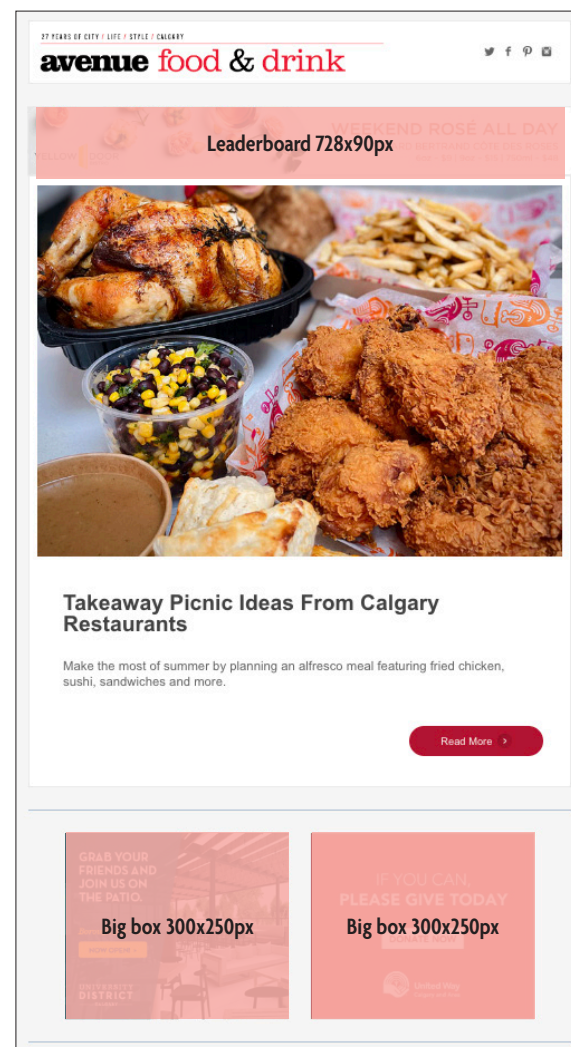 27 YEARS OF CITY / LIFE / STYLE / CALGARY
avenue food & drink
WEEKEND ROSÉ ALL DAY
Leaderboard 728x90px
YELLOW DOOR
Takeaway Picnic Ideas From Calgary
Restaurants
Make the most of summer by planning an alfresco meal featuring fried chicken,
sushi, sandwiches and more.
Read More
GRAB YOUR
FRIENDS AND
JOIN US ON
THE PATIO.
Big box 300x250px
UNIVERSITY
DISTRICT
IF YOU CAN,
PLEASE GIVE TODAY
Big box 300x250px
DONATE NOW
United Way